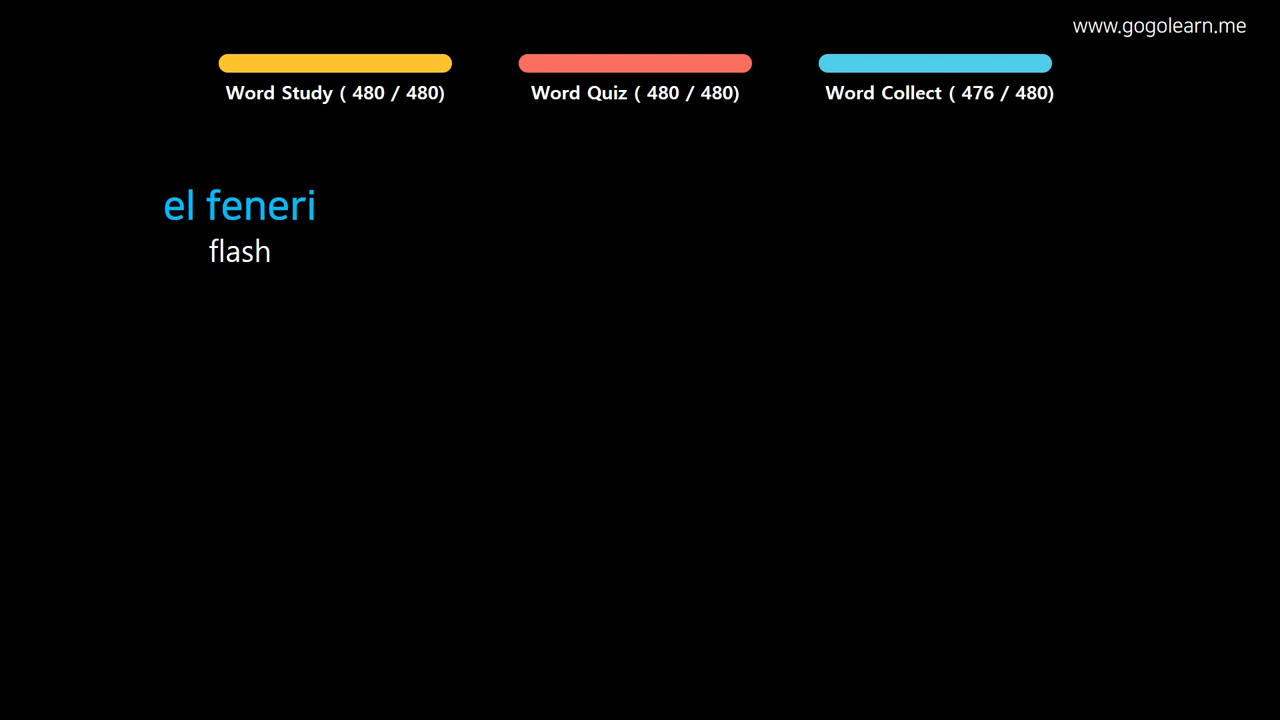 www.gogolearn.me
Word Study ( 480 / 480)
Word Quiz ( 480 / 480)
Word Collect ( 476 / 480)
el feneri
flash